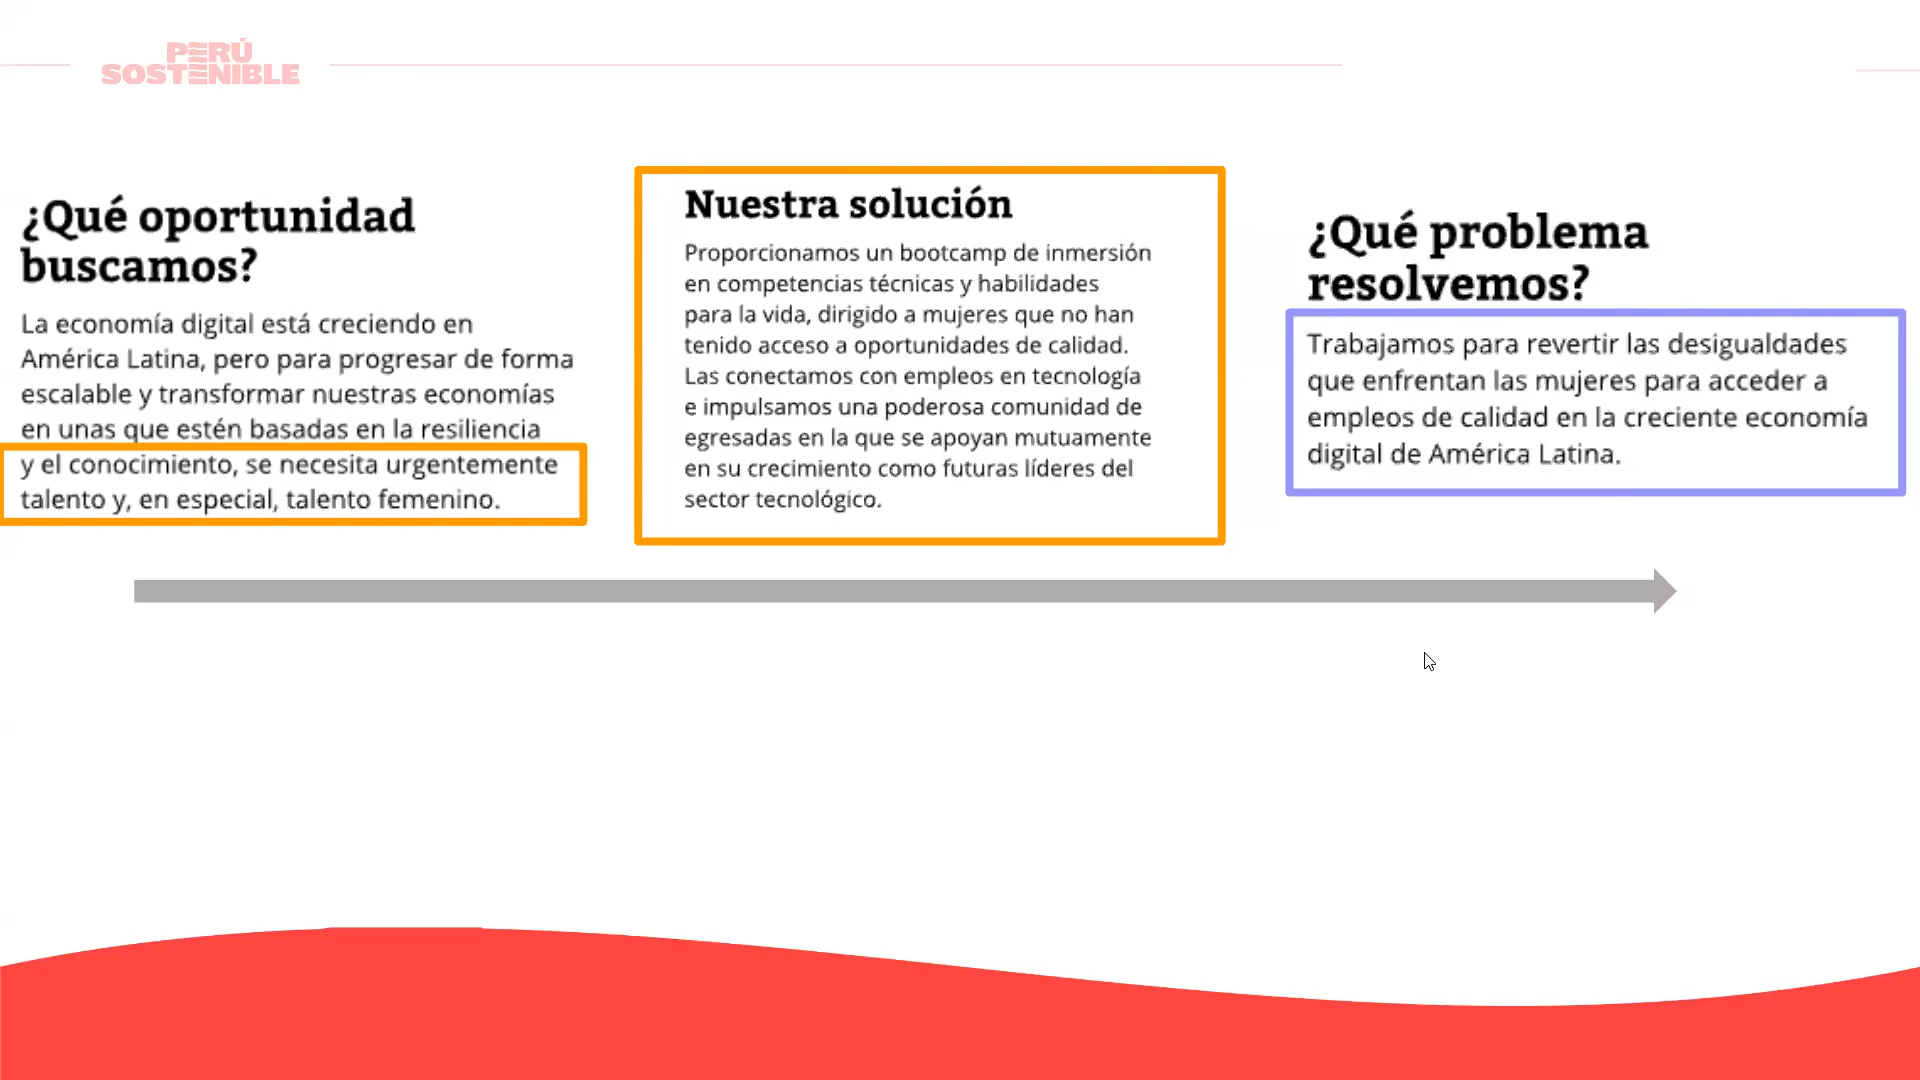 PERÚ
SOSTENIBLE
¿Qué oportunidad
buscamos?
La economía digital está creciendo en
América Latina, pero para progresar de forma
escalable y transformar nuestras economías
en unas que estén basadas en la resiliencia
y el conocimiento, se necesita urgentemente
talento y, en especial, talento femenino.
Nuestra solución
Proporcionamos un bootcamp de inmersión
en competencias técnicas y habilidades
para la vida, dirigido a mujeres que no han
tenido acceso a oportunidades de calidad.
Las conectamos con empleos en tecnología
e impulsamos una poderosa comunidad de
egresadas en la que se apoyan mutuamente
en su crecimiento como futuras líderes del
sector tecnológico.
¿Qué problema
resolvemos?
Trabajamos para revertir las desigualdades
que enfrentan las mujeres para acceder a
empleos de calidad en la creciente economía
digital de América Latina.